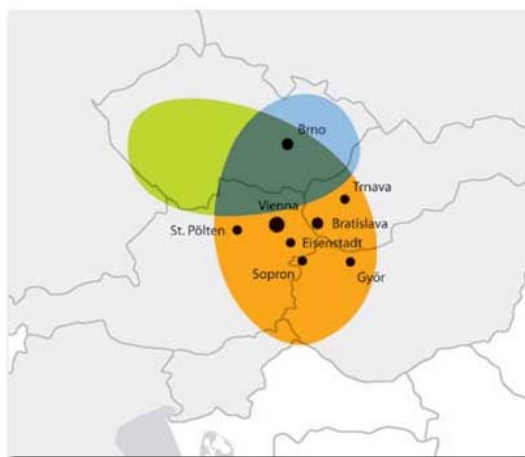 Brno
Trnava
Vienna
St. Pölten
Bratislava
Eisenstadt
Sopron
Györ